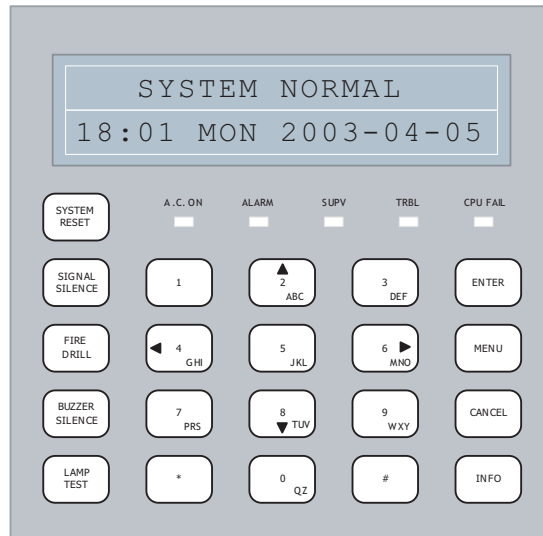 SYSTEM NORMAL
18:01 MON 2003-04-05
A.C. ON
ALARM
SUPV
TRBL
CPU FAIL
SYSTEM
RESET
SIGNAL
SILENCE
1
2
ABC
3
DEF
ENTER
FIRE
DRILL
4
GHI
5
JKL
6
MNO
MENU
BUZZER
SILENCE
7
PRS
8
TUV
9
WXY
CANCEL
LAMP
TEST
*
0
QZ
#
INFO